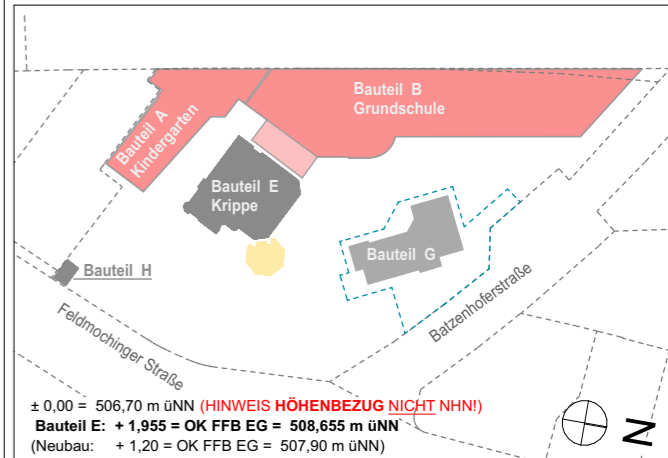 Bauteil B
Grundschule
Bauteil A
Kindergarten
Bauteil E
Krippe
Bauteil G
Bauteil H
Feldmochinger Straße
Batzenhoferstraße
± 0,00 = 506,70 m üNN (HINWEIS HÖHENBEZUG NICHT NHN!)
Bauteil E: + 1,955 = OK FFB EG = 508,655 m üNN
(Neubau: + 1,20 = OK FFB EG = 507,90 m üNN)
N